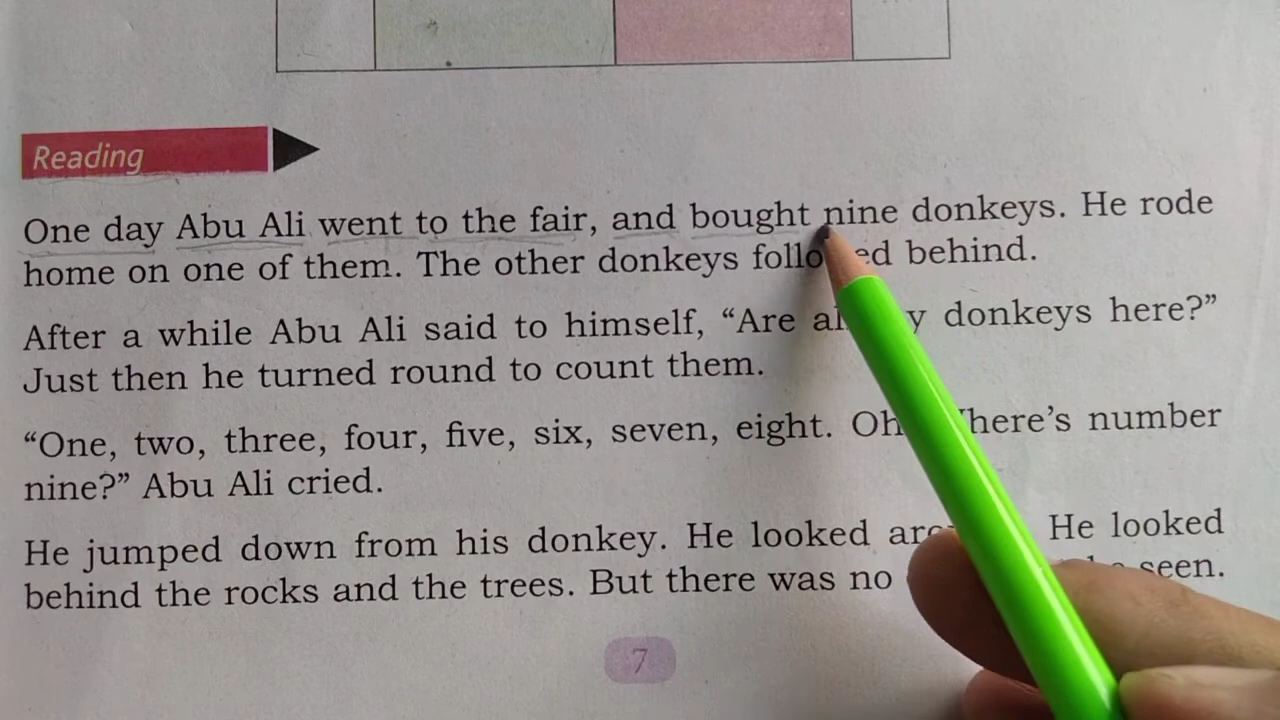 Reading
One day Abu Ali went to the fair, and bought nine donkeys. He rode
home on one of them. The other donkeys followed behind.
After a while Abu Ali said to himself, “Are all my donkeys here?”
Just then he turned round to count them.
“One, two, three, four, five, six, seven, eight. Oh! Where’s number
nine?” Abu Ali cried.
He jumped down from his donkey. He looked around. He looked
behind the rocks and the trees. But there was no seen.
7